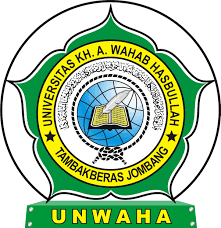 UNIVERSITAS KH. A. WAHAB HASBULLAH
TAMBAKBERAS JOMBANG
UNWAHA